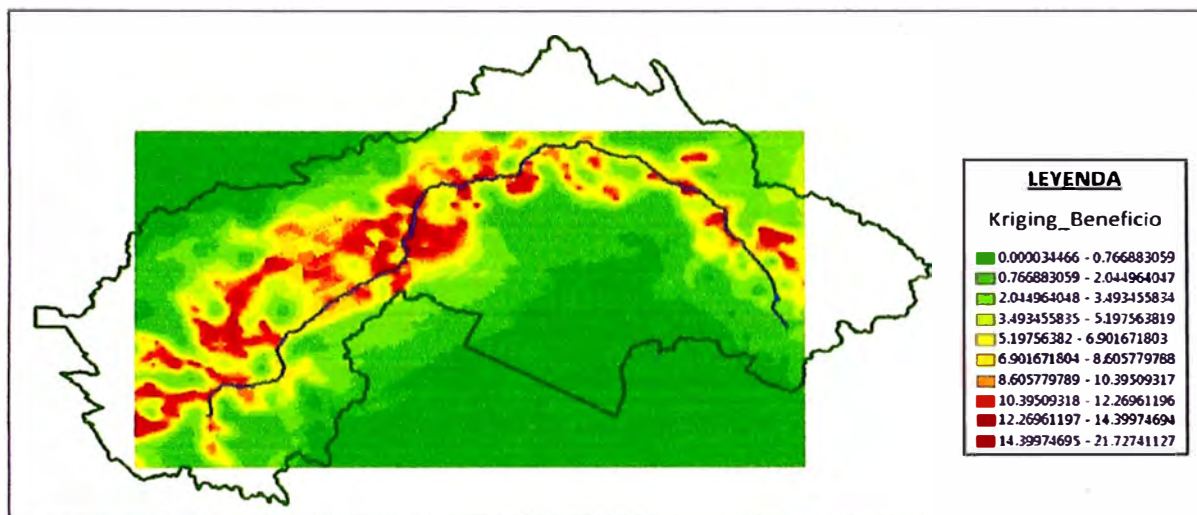 LEYENDA
Kriging_Beneficio
0.000034466 - 0.766883059
0.766883059 - 2.044964047
2.044964048 - 3.493455834
3.493455835 - 5.197563819
5.19756382 - 6.901671803
6.901671804 - 8.605779788
8.605779789 - 10.39509317
10.39509318 - 12.26961196
12.26961197 - 14.39974694
14.39974695 - 21.72741127